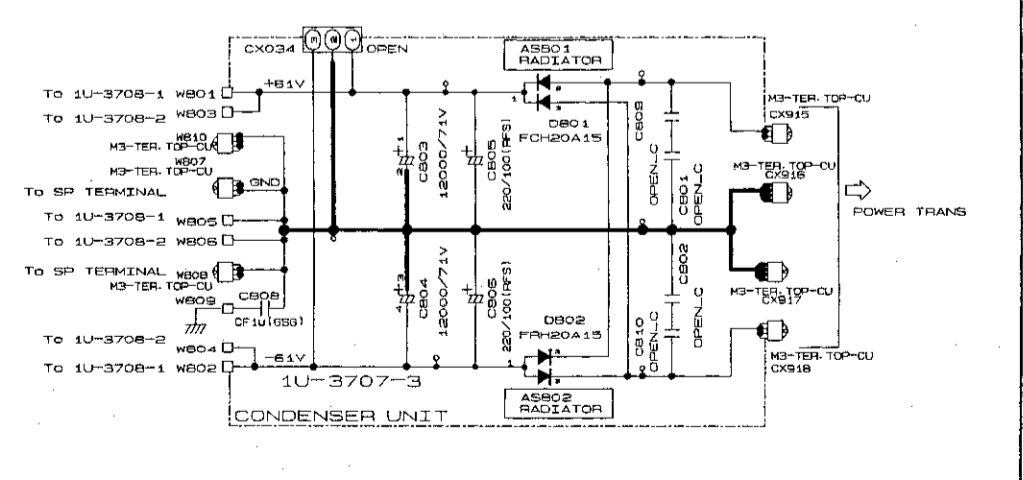 CX034
3 2 1
OPEN
AS801
RADIATOR
+61V
To 1U-3708-1 W801
To 1U-3708-2 W803
D801
FCH20A15
C809
OPEN_C
C801
OPEN_C
M3-TER. TOP-CU
CX915
W810
M3-TER. TOP-CU
W807
M3-TER. TOP-CU
GND
To SP TERMINAL
C803
12000/71V
C805
220/100(RFS)
M3-TER. TOP-CU
CX916
POWER TRANS
To 1U-3708-1 W805
To 1U-3708-2 W806
To SP TERMINAL W808
M3-TER. TOP-CU
W809
C808
CF1U(GSG)
C804
12000/71V
C806
220/100(RFS)
C802
OPEN_C
C810
OPEN_C
M3-TER. TOP-CU
CX917
D802
FRH20A15
To 1U-3708-2
W804
To 1U-3708-1 W802
-61V
1U-3707-3
M3-TER. TOP-CU
CX918
AS802
RADIATOR
CONDENSER UNIT